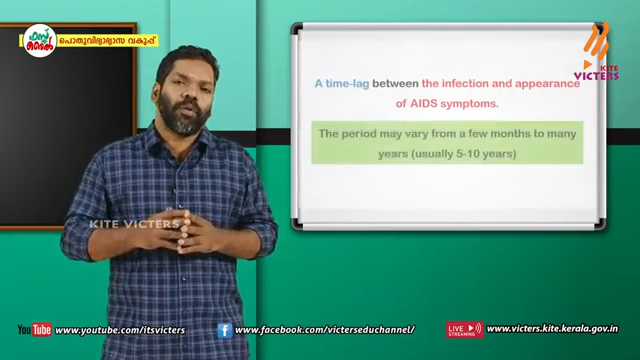 ഫസ്റ്റ് ബെൽ
പൊതുവിദ്യാഭ്യാസ വകുപ്പ്
KITE
VICTERS
A time-lag between the infection and appearance
of AIDS symptoms.
The period may vary from a few months to many
years (usually 5-10 years)
KITE VICTERS
YouTube www.youtube.com/itsvicters
f www.facebook.com/victerseduchannel/
LIVE STREAMING www.victers.kite.kerala.gov.in